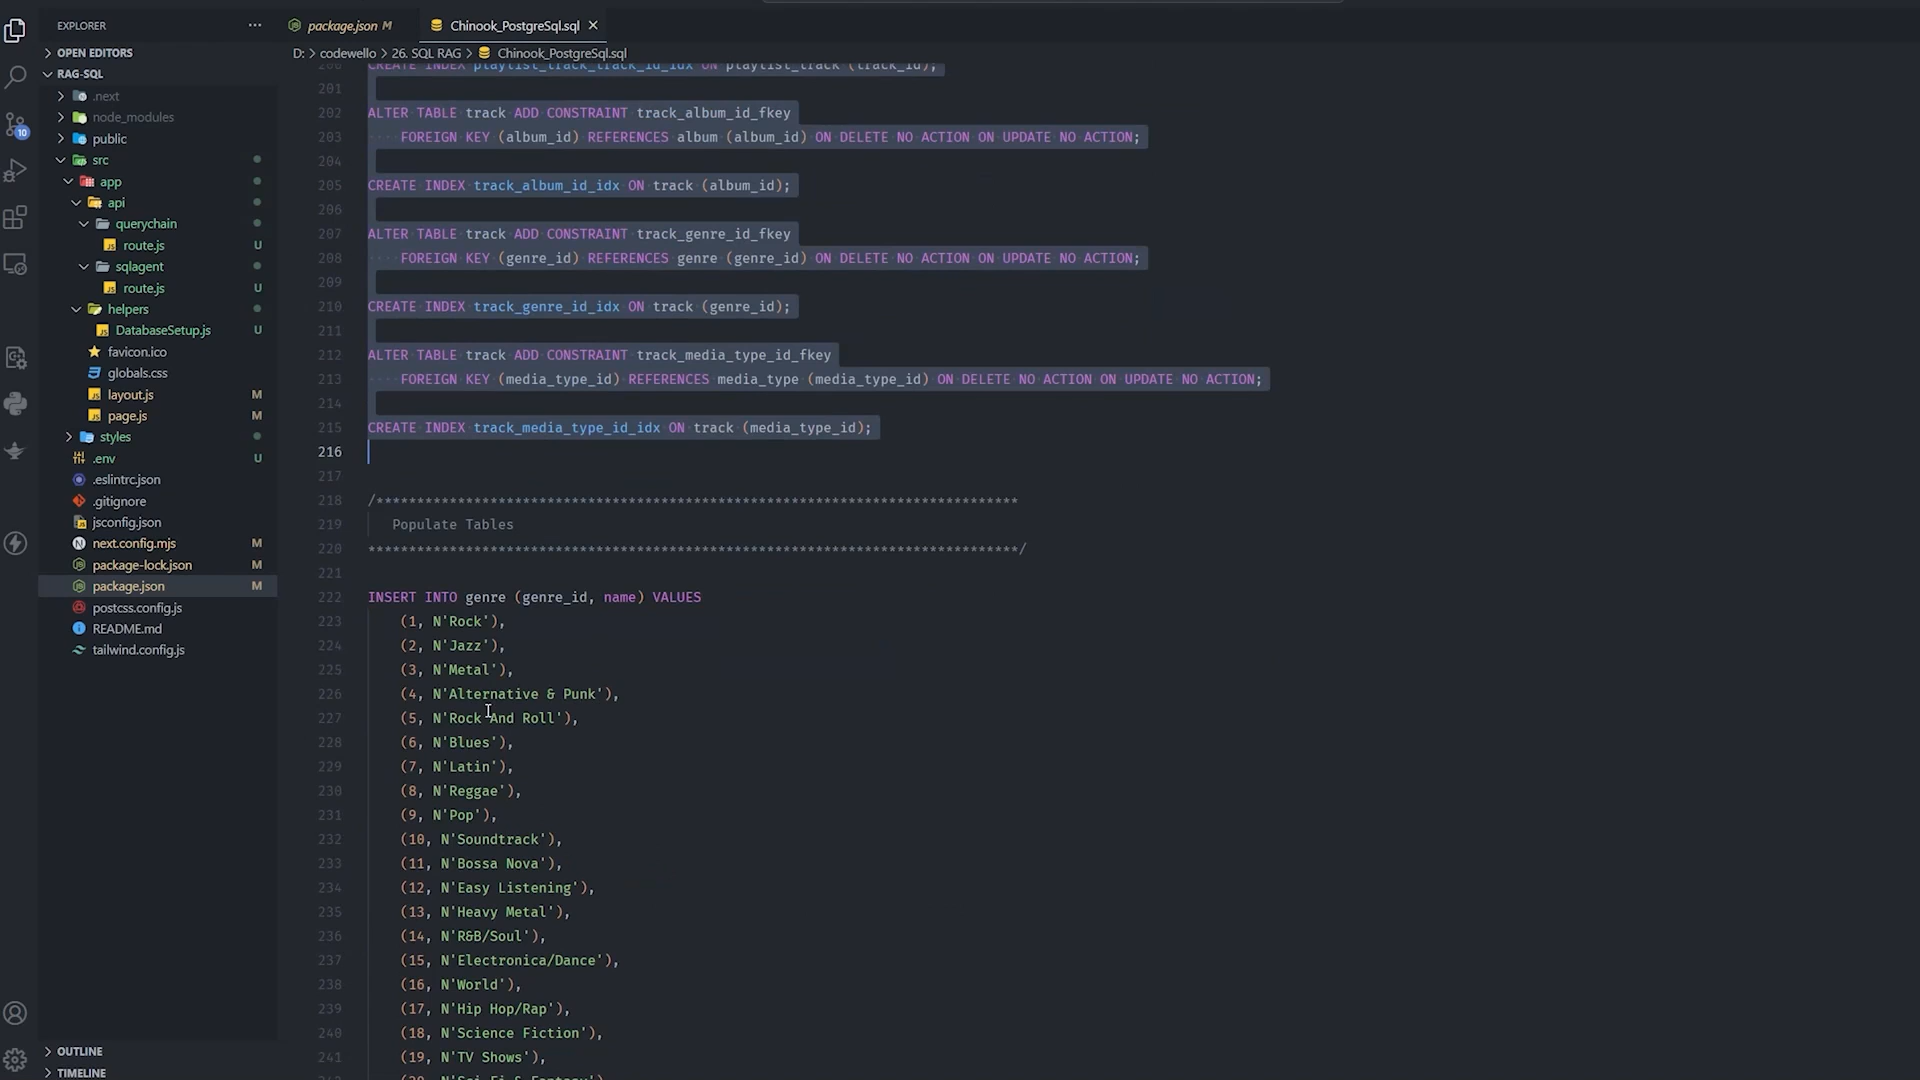 EXPLORER
OPEN EDITORS
RAG-SQL
.next
node_modules
public
src
app
api
querychain
route.js U
sqlagent
route.js U
helpers
DatabaseSetup.js U
favicon.ico
globals.css
layout.js M
page.js M
styles
.env U
.eslintrc.json
.gitignore
jsconfig.json
next.config.mjs M
package-lock.json M
package.json M
postcss.config.js
README.md
tailwind.config.js
OUTLINE
TIMELINE
10
package.json M
Chinook_PostgreSql.sql
D: > codewello > 26. SQL RAG > Chinook_PostgreSql.sql
200 CREATE INDEX playlist_track_track_id_idx ON playlist_track (track_id);
201
202 ALTER TABLE track ADD CONSTRAINT track_album_id_fkey
203 FOREIGN KEY (album_id) REFERENCES album (album_id) ON DELETE NO ACTION ON UPDATE NO ACTION;
204
205 CREATE INDEX track_album_id_idx ON track (album_id);
206
207 ALTER TABLE track ADD CONSTRAINT track_genre_id_fkey
208 FOREIGN KEY (genre_id) REFERENCES genre (genre_id) ON DELETE NO ACTION ON UPDATE NO ACTION;
209
210 CREATE INDEX track_genre_id_idx ON track (genre_id);
211
212 ALTER TABLE track ADD CONSTRAINT track_media_type_id_fkey
213 FOREIGN KEY (media_type_id) REFERENCES media_type (media_type_id) ON DELETE NO ACTION ON UPDATE NO ACTION;
214
215 CREATE INDEX track_media_type_id_idx ON track (media_type_id);
216
217
218 /*******************************************************************************
219 Populate Tables
220 ********************************************************************************/
221
222 INSERT INTO genre (genre_id, name) VALUES
223 (1, N'Rock'),
224 (2, N'Jazz'),
225 (3, N'Metal'),
226 (4, N'Alternative & Punk'),
227 (5, N'Rock And Roll'),
228 (6, N'Blues'),
229 (7, N'Latin'),
230 (8, N'Reggae'),
231 (9, N'Pop'),
232 (10, N'Soundtrack'),
233 (11, N'Bossa Nova'),
234 (12, N'Easy Listening'),
235 (13, N'Heavy Metal'),
236 (14, N'R&B/Soul'),
237 (15, N'Electronica/Dance'),
238 (16, N'World'),
239 (17, N'Hip Hop/Rap'),
240 (18, N'Science Fiction'),
241 (19, N'TV Shows'),